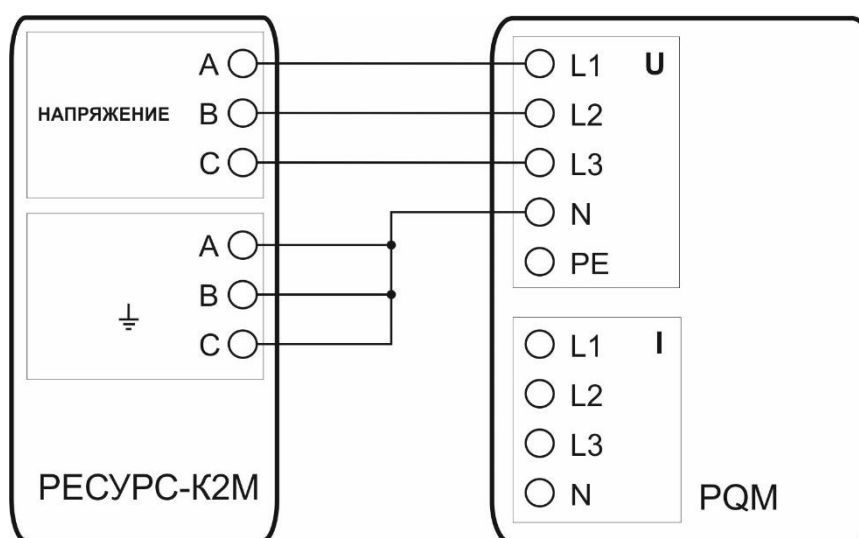 A
НАПРЯЖЕНИЕ B
C
A
B
C
РЕСУРС-К2М
L1 U
L2
L3
N
PE
L1 I
L2
L3
N
PQM